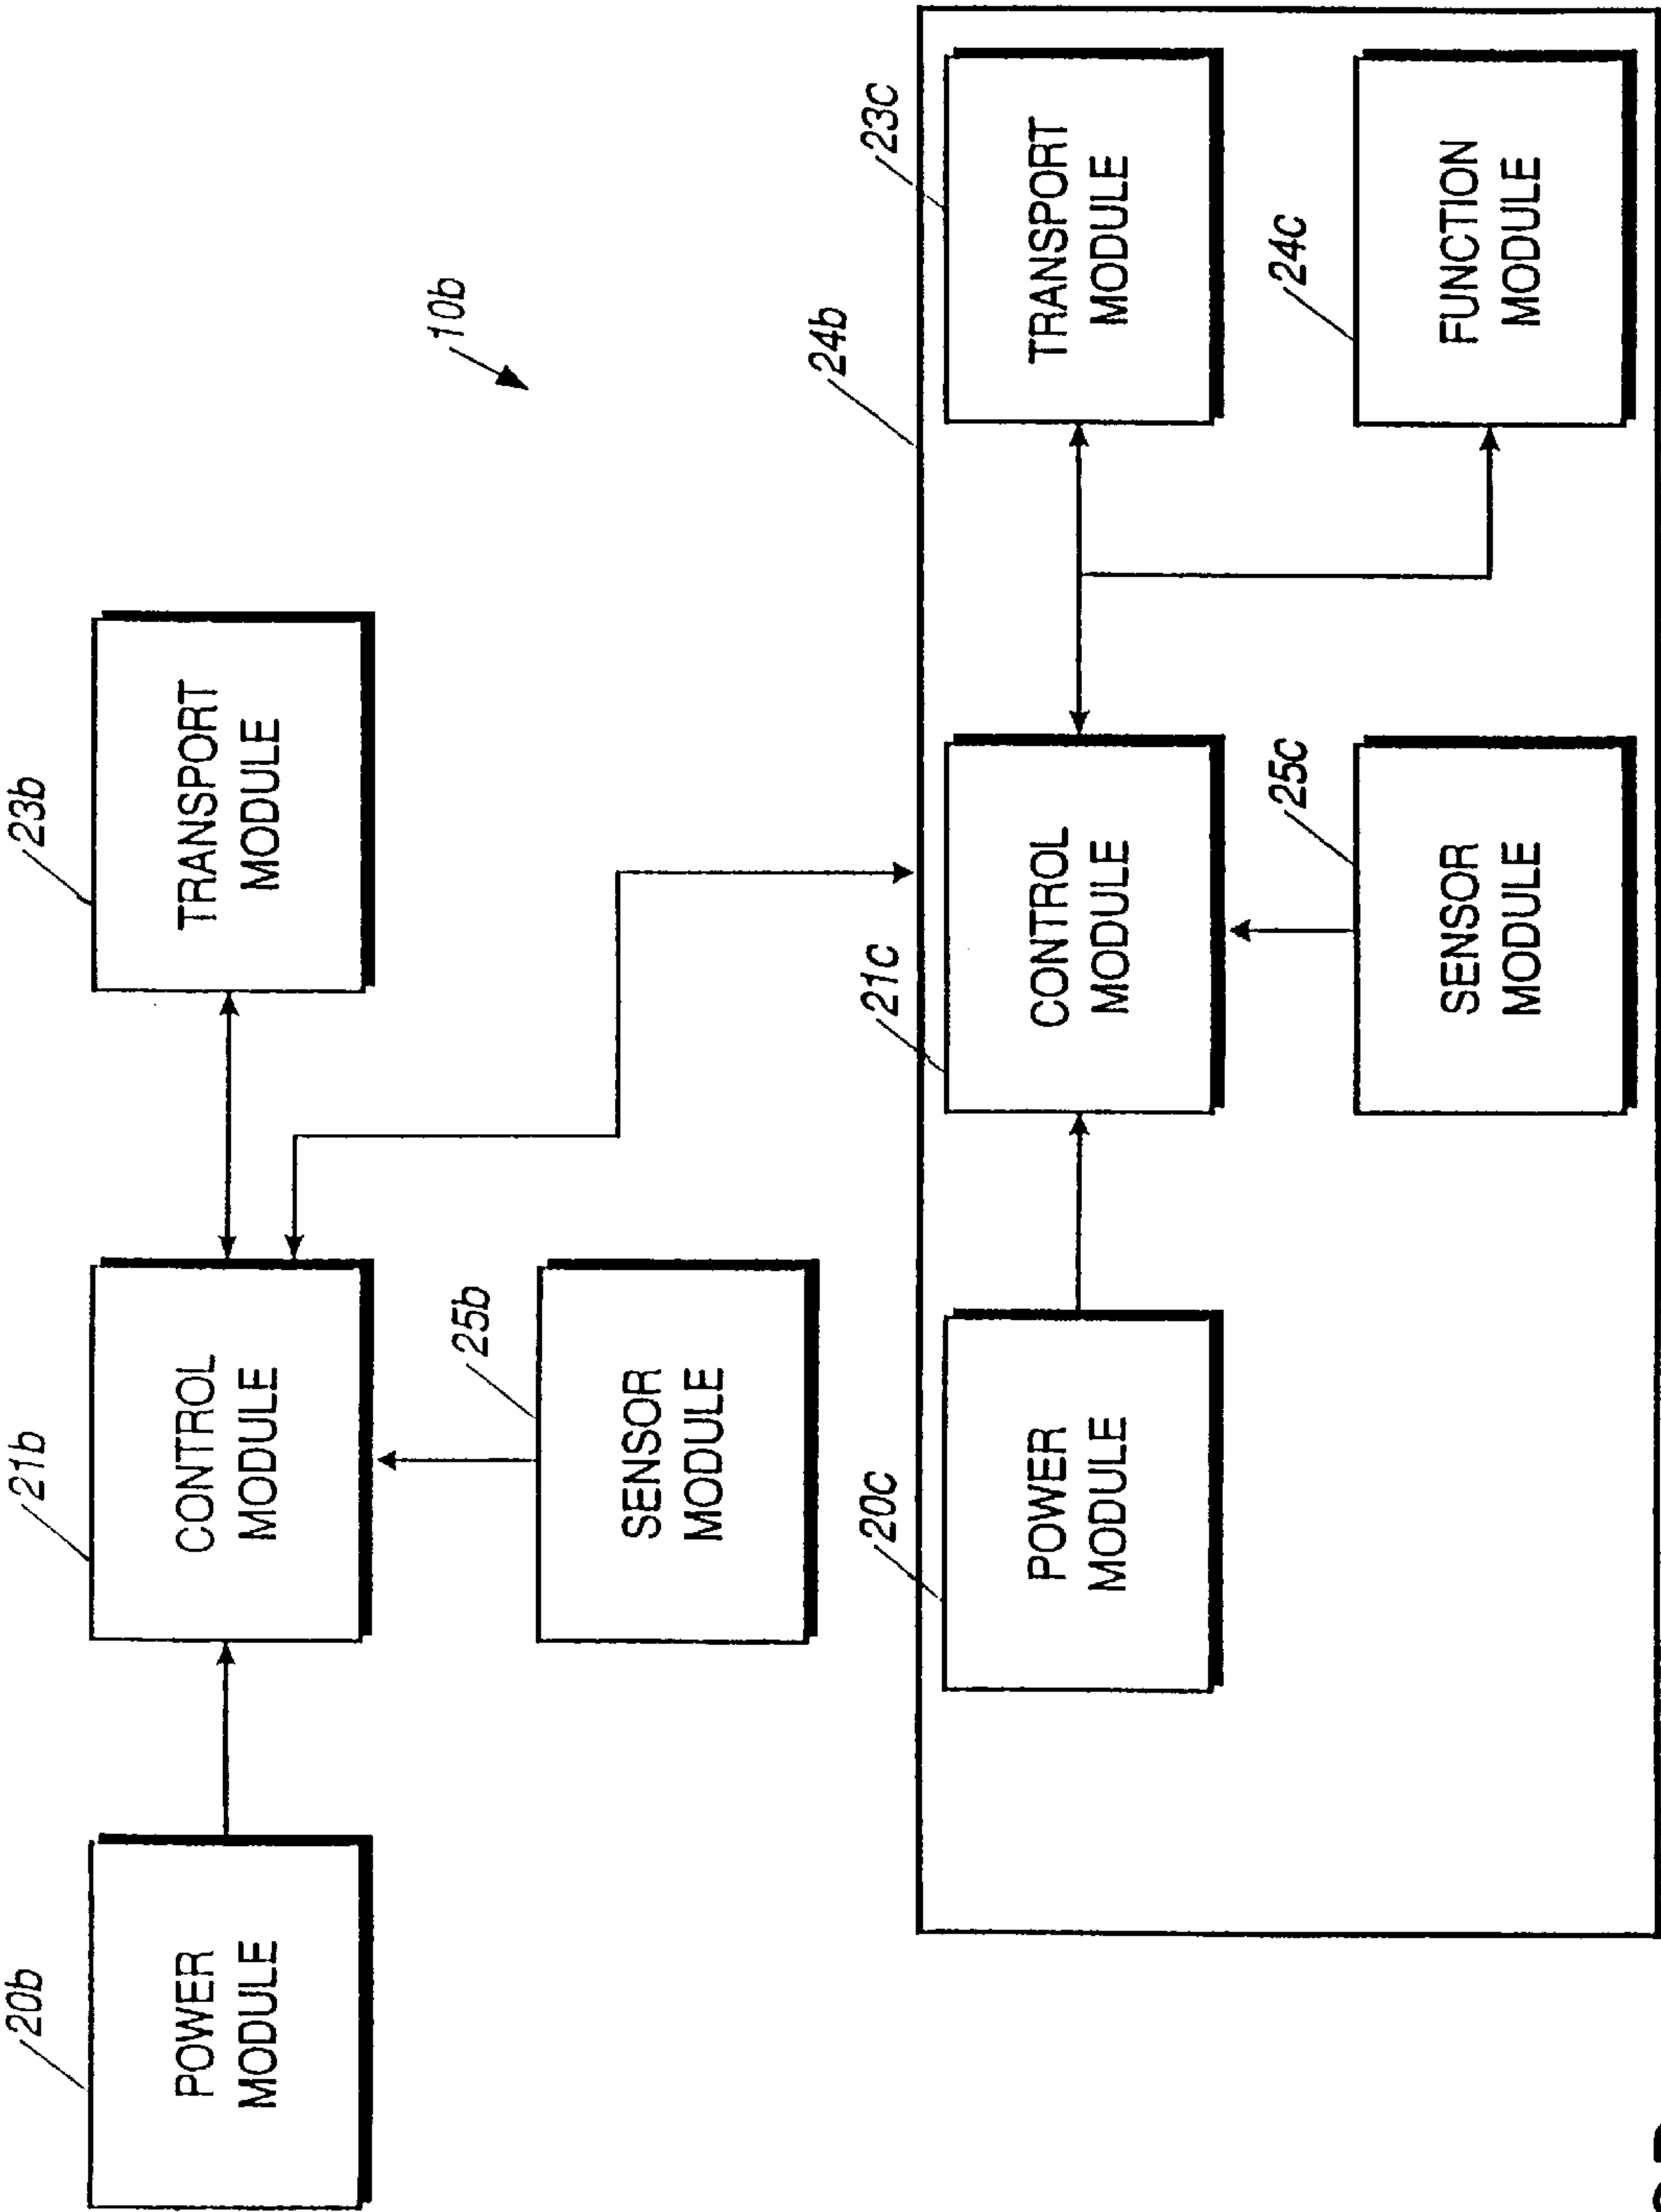 10b
20b
POWER
MODULE
21b
CONTROL
MODULE
23b
TRANSPORT
MODULE
25b
SENSOR
MODULE
24b
20c
POWER
MODULE
21c
CONTROL
MODULE
23c
TRANSPORT
MODULE
25c
SENSOR
MODULE
24c
FUNCTION
MODULE